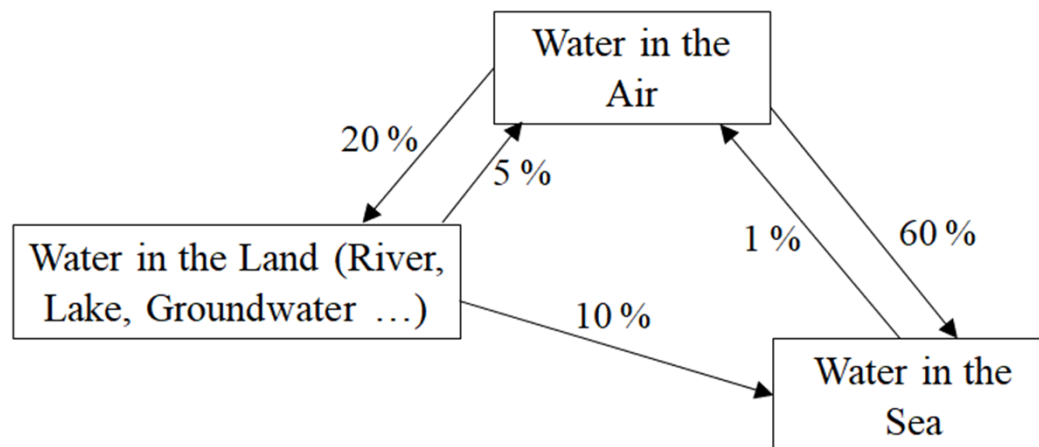 Water in the
Air
20 %
5 %
1 %
60 %
Water in the Land (River,
Lake, Groundwater …)
10 %
Water in the
Sea